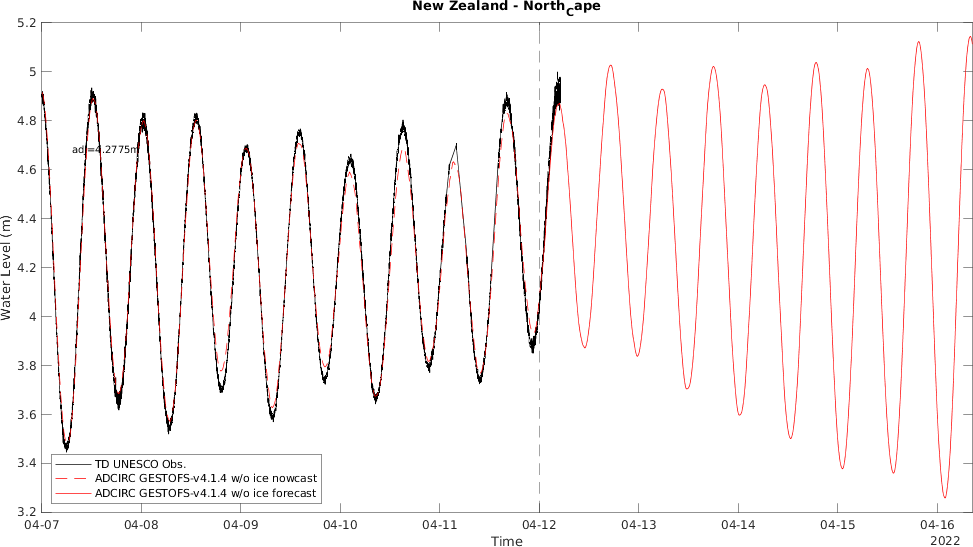 New Zealand - NorthCape
5.2
5
4.8
4.6
4.4
4.2
4
3.8
3.6
3.4
3.2
Water Level (m)
adj=4.2775m
TD UNESCO Obs.
ADCIRC GESTOFS-v4.1.4 w/o ice nowcast
ADCIRC GESTOFS-v4.1.4 w/o ice forecast
04-07 04-08 04-09 04-10 04-11 04-12 04-13 04-14 04-15 04-16
Time
2022